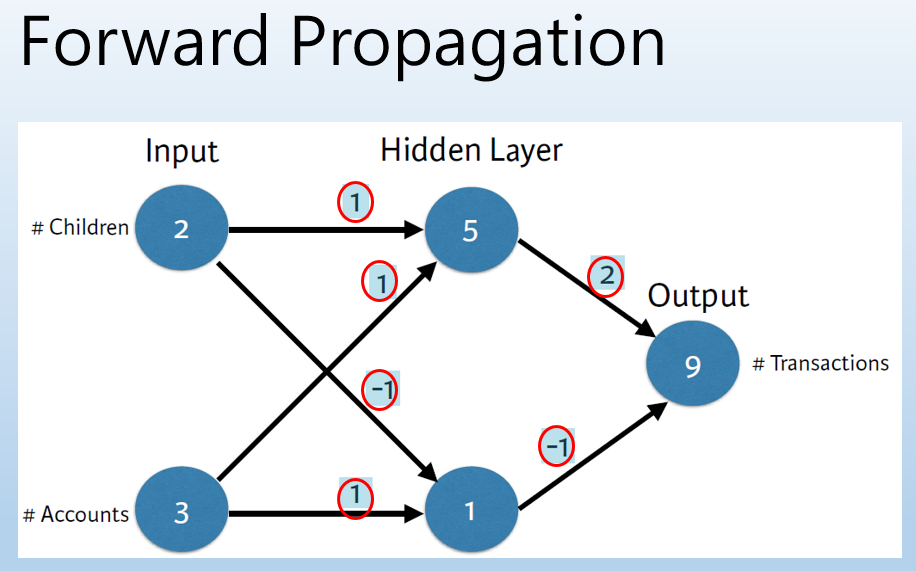 Forward Propagation
Input
Hidden Layer
# Children
2
1
5
1
2
Output
9
# Transactions
-1
-1
# Accounts
3
1
1